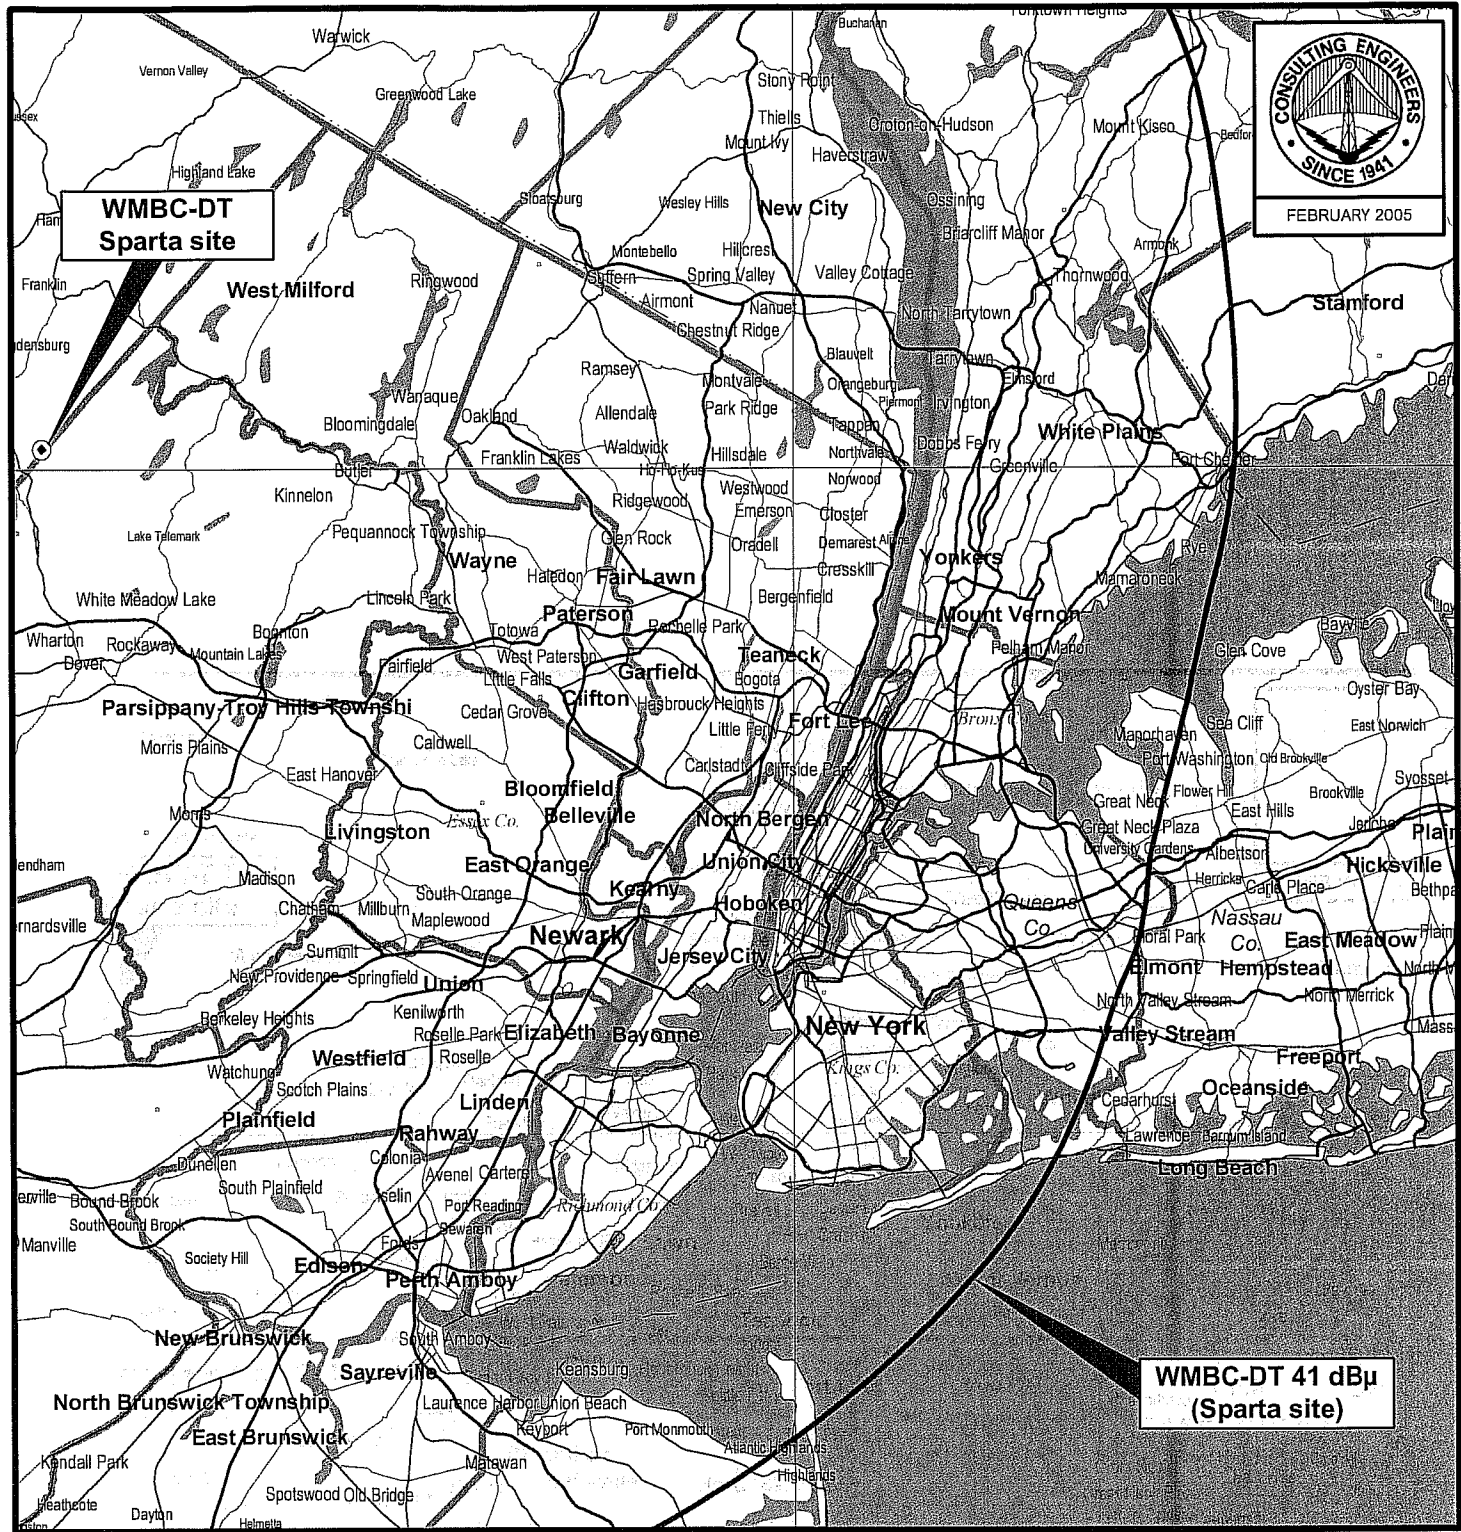 Buchanan
Yorktown Heights
Warwick
Vernon Valley
Greenwood Lake
Stony Point
Thiells
Mount Ivy
Croton-on-Hudson
Mount Kisco
Haverstraw
Highland Lake
Sloatsburg
Wesley Hills
New City
Ossining
CONSULTING ENGINEERS
• SINCE 1941 •
FEBRUARY 2005
WMBC-DT
Sparta site
Briarcliff Manor
Armonk
Montebello
Hillcrest
Suffern
Spring Valley
Valley Cottage
Thornwood
Franklin
West Milford
Ringwood
Airmont
Nanuet
North Tarrytown
Stamford
Chestnut Ridge
Blauvelt
Tarrytown
Ramsey
Montvale
Orangeburg
Elmsford
Wanaque
Allendale
Park Ridge
Piermont
Irvington
Oakland
Bloomingdale
Tappan
White Plains
Waldwick
Dobbs Ferry
Franklin Lakes
Hillsdale
Northvale
Fort Chester
Butler
Ho-Ho-Kus
Greenville
Kinnelon
Ridgewood
Westwood
Norwood
Emerson
Closter
Lake Telemark
Pequannock Township
Glen Rock
Oradell
Demarest
Alpine
Rye
Wayne
Yonkers
Haledon
Fair Lawn
Cresskill
Mamaroneck
White Meadow Lake
Lincoln Park
Bergenfield
Paterson
Mount Vernon
Wharton
Rockaway
Boonton
Totowa
Rochelle Park
Bayville
Dover
Mountain Lake
Fairfield
West Paterson
Teaneck
Pelham Manor
Glen Cove
Little Falls
Garfield
Bogota
Oyster Bay
Parsippany-Troy Hills Townshi
Cedar Grove
Clifton
Hasbrouck Heights
Fort Lee
Bronx Co.
Sea Cliff
East Norwich
Little Ferry
Morris Plains
Caldwell
Manorhaven
Port Washington
Old Brookville
East Hanover
Carlstadt
Cliffside Park
Syosset
Bloomfield
Flower Hill
Brookville
Great Neck
Morris
Belleville
East Hills
Essex Co.
North Bergen
Great Neck Plaza
Jericho
Livingston
University Gardens
Albertson
Plain
East Orange
Union City
Hicksville
Madison
Kearny
Herricks
Carle Place
Bethpa
South Orange
Hoboken
Queens
Co.
Chatham
Millburn
Maplewood
Nassau
Co.
Newark
Floral Park
East Meadow
Summit
Jersey City
Elmont
Hempstead
New Providence
Springfield
Union
North Valley Stream
North Merrick
Berkeley Heights
Kenilworth
New York
Roselle Park
Elizabeth
Bayonne
Valley Stream
Westfield
Roselle
Freeport
Watchung
Kings Co.
Scotch Plains
Oceanside
Linden
Cedarhurst
Plainfield
Rahway
Lawrence
Barnum Island
Dunellen
Colonia
Long Beach
Avenel
Carteret
South Plainfield
Iselin
Bound Brook
Port Reading
Richmond Co.
South Bound Brook
Sewaren
Manville
Fords
Society Hill
Edison
Perth Amboy
New Brunswick
South Amboy
Sayreville
Keansburg
WMBC-DT 41 dBµ
(Sparta site)
North Brunswick Township
Laurence Harbor
Union Beach
East Brunswick
Keyport
Port Monmouth
Atlantic Highlands
Kendall Park
Matawan
Highlands
Spotswood
Old Bridge
Heathcote
Dayton
Helmetta